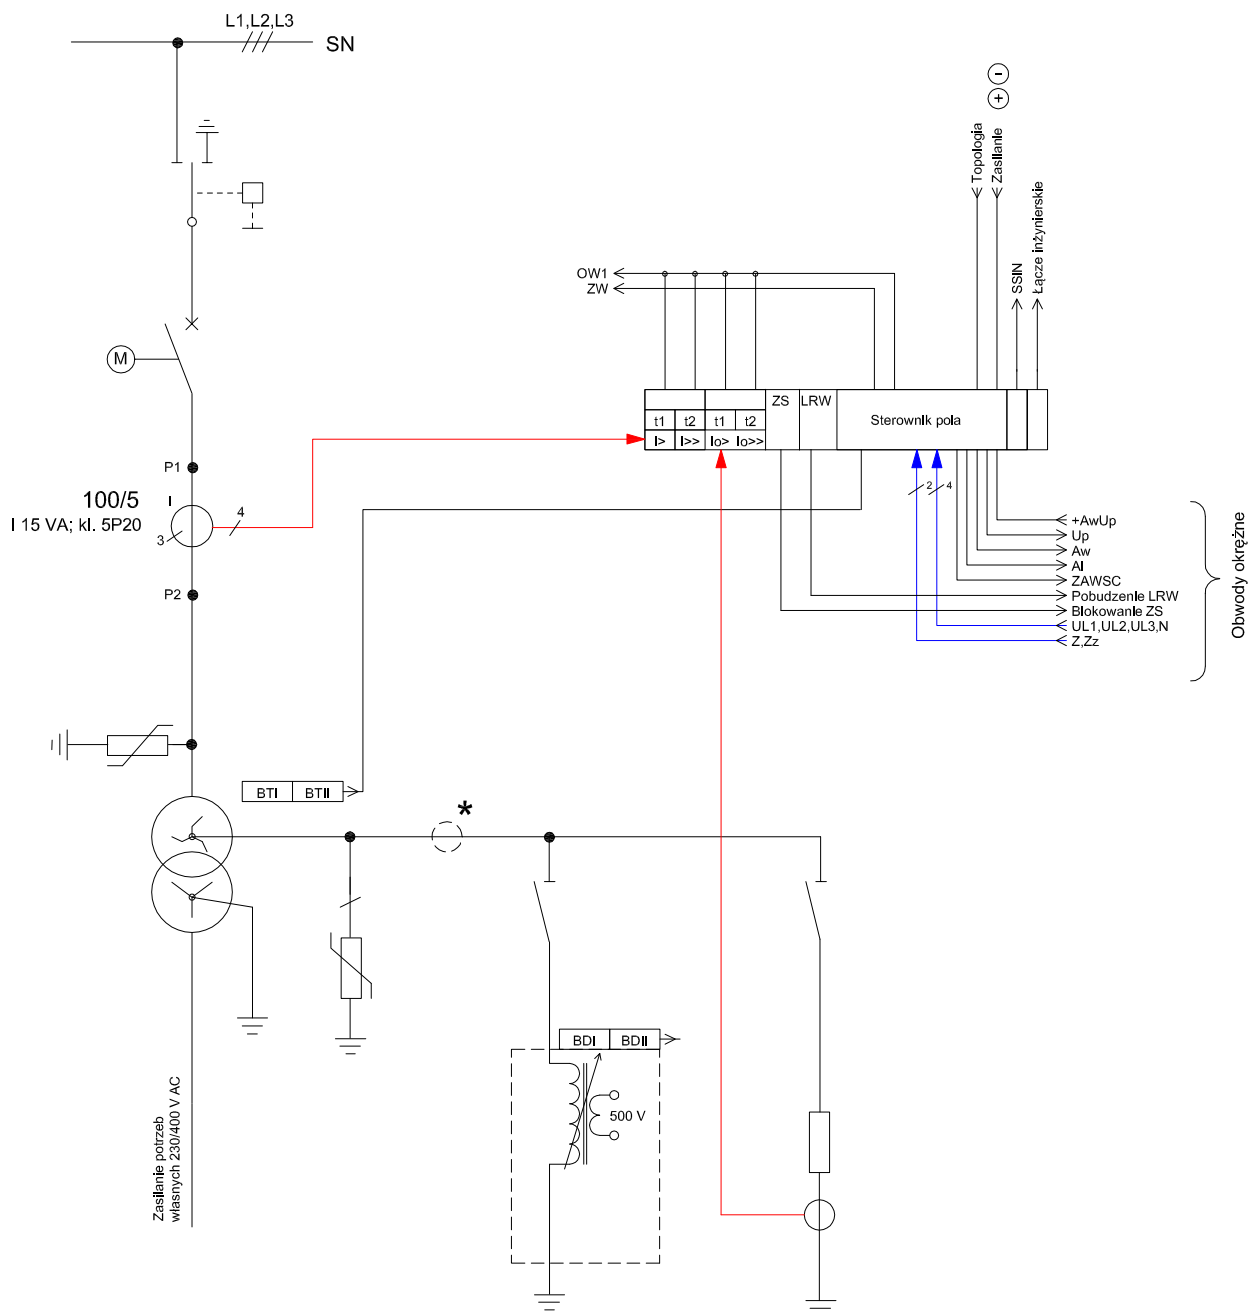 L1,L2,L3
SN
Topologia
Zasilanie
SSIN
Łącze inżynierskie
OW1
ZW
M
ZS
LRW
t1
t2
t1
t2
Sterownik pola
I>
I>>
Io>
Io>>
P1
100/5
I
I 15 VA; kl. 5P20
4
3
P2
2
4
+AwUp
Up
Aw
Al
ZAWSC
Pobudzenie LRW
Blokowanie ZS
UL1,UL2,UL3,N
Z,Zz
Obwody okrężne
BTI
BTII
*
BDI
BDII
500 V
Zasilanie potrzeb
własnych 230/400 V AC